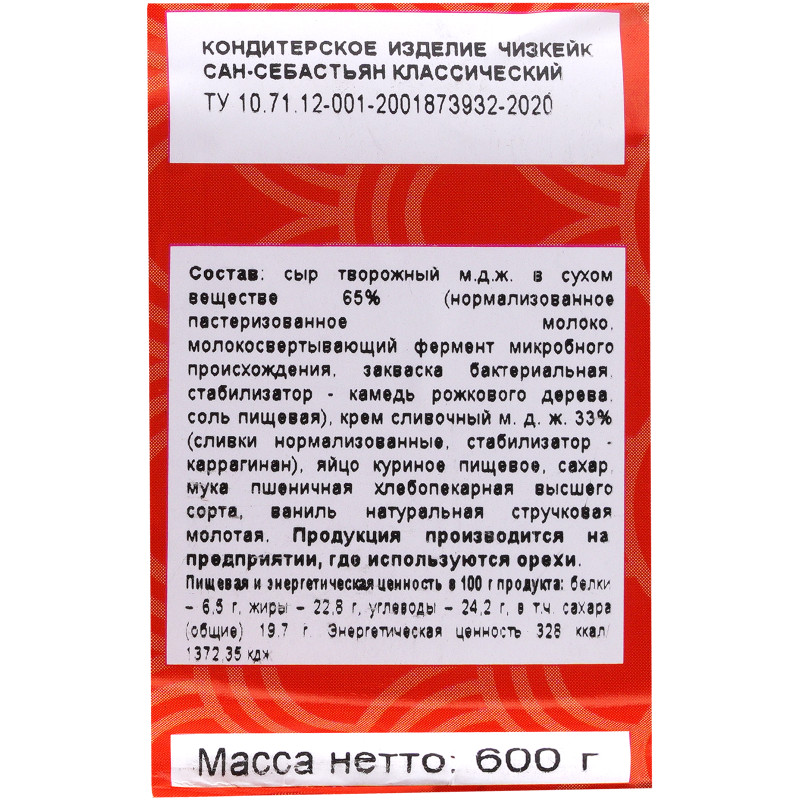 КОНДИТЕРСКОЕ ИЗДЕЛИЕ ЧИЗКЕЙК
САН-СЕБАСТЬЯН КЛАССИЧЕСКИЙ
ТУ 10.71.12-001-2001873932-2020
Состав: сыр творожный м.д.ж. в сухом
веществе 65% (нормализованное
пастеризованное молоко,
молокосвертывающий фермент микробного
происхождения, закваска бактериальная,
стабилизатор - камедь рожкового дерева,
соль пищевая), крем сливочный м. д. ж. 33%
(сливки нормализованные, стабилизатор -
каррагинан), яйцо куриное пищевое, сахар,
мука пшеничная хлебопекарная высшего
сорта, ваниль натуральная стручковая
молотая. Продукция производится на
предприятии, где используются орехи.
Пищевая и энергетическая ценность в 100 г продукта: белки
– 6,5 г, жиры – 22,8 г, углеводы – 24,2 г, в т.ч. сахара
(общие) 19,7 г. Энергетическая ценность 328 ккал/
1372,35 кдж
Масса нетто: 600 г